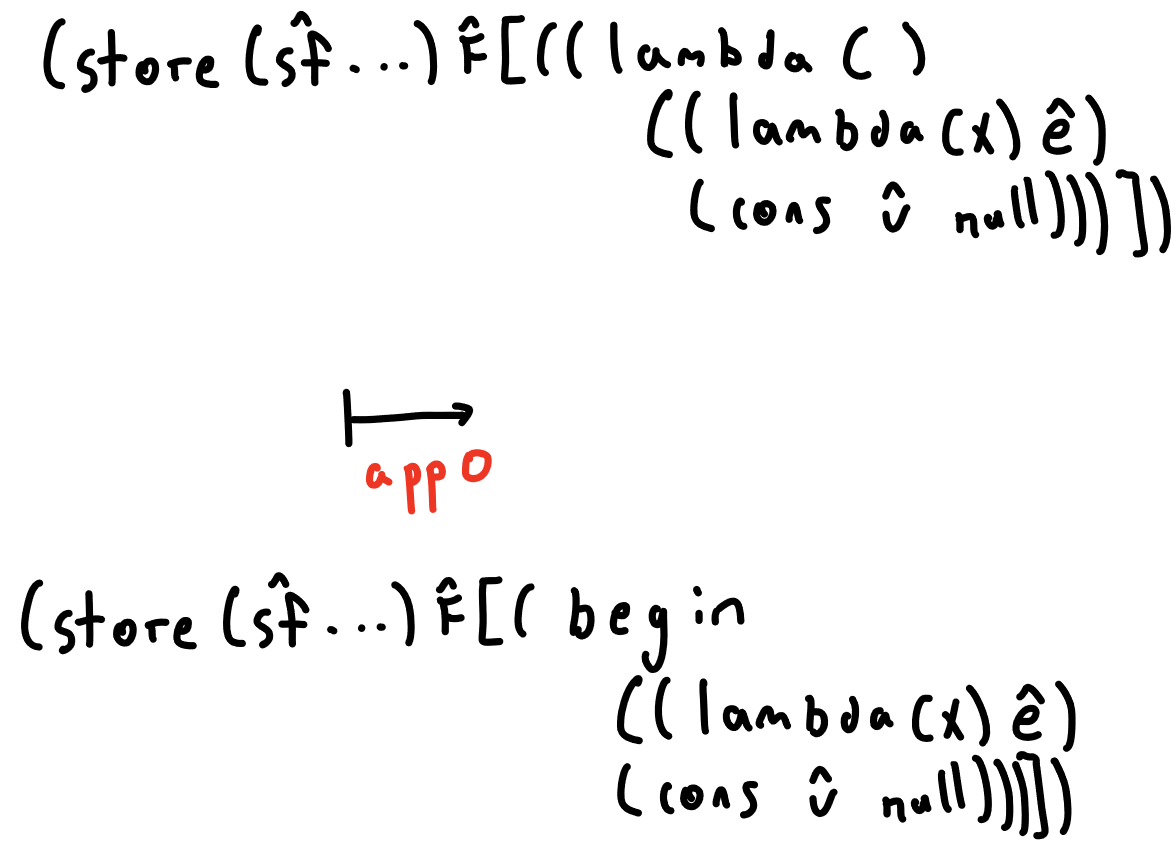 (store (ŝf̂ ...) F̂[((lambda ()
((lambda (x) ê)
(cons v̂ null)))])
app0
(store (ŝf̂ ...) F̂[(begin
((lambda (x) ê)
(cons v̂ null)))])